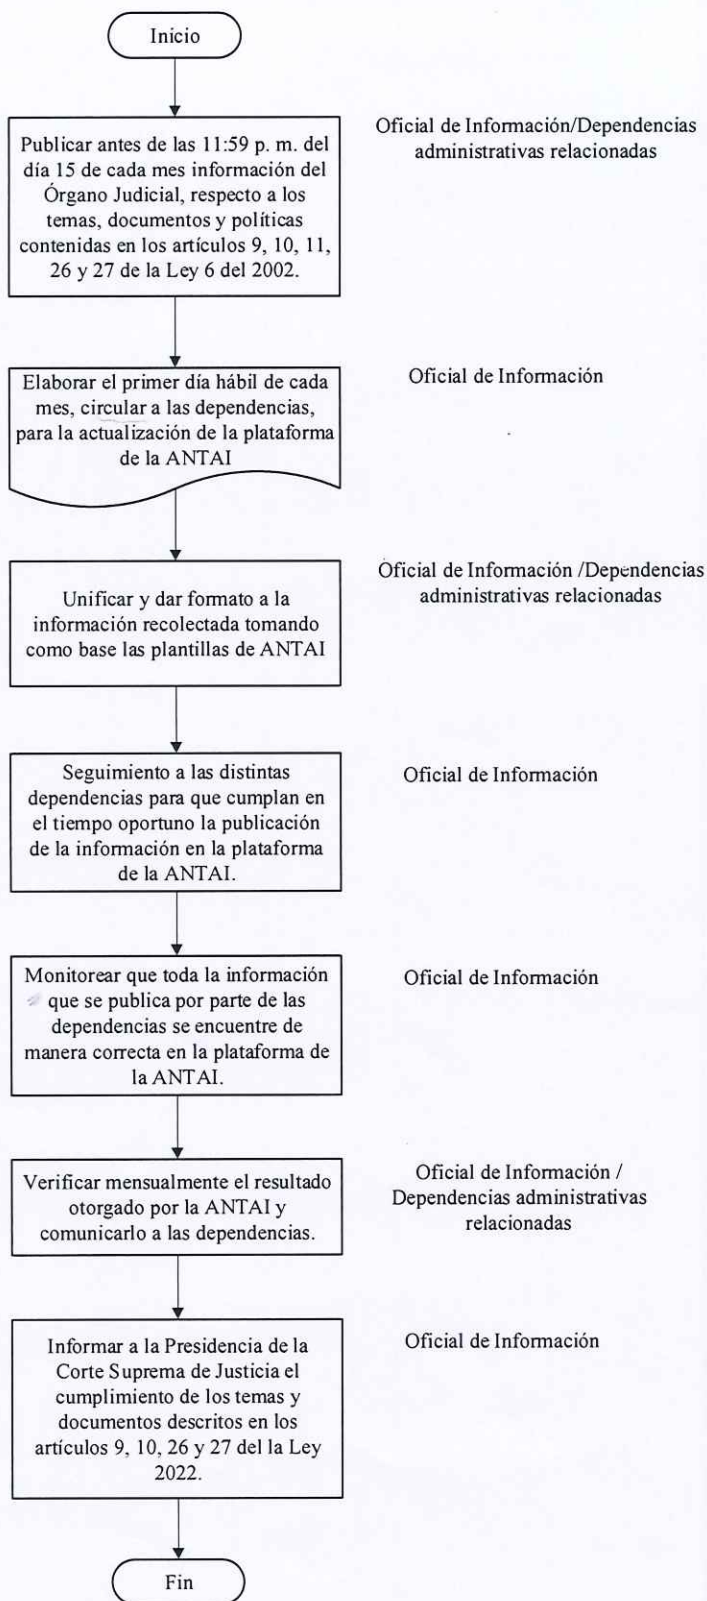 Inicio
Publicar antes de las 11:59 p. m. del
día 15 de cada mes información del
Órgano Judicial, respecto a los
temas, documentos y políticas
contenidas en los artículos 9, 10, 11,
26 y 27 de la Ley 6 del 2002.
Oficial de Información/Dependencias
administrativas relacionadas
Elaborar el primer día hábil de cada
mes, circular a las dependencias,
para la actualización de la plataforma
de la ANTAI
Oficial de Información
Unificar y dar formato a la
información recolectada tomando
como base las plantillas de ANTAI
Oficial de Información /Dependencias
administrativas relacionadas
Seguimiento a las distintas
dependencias para que cumplan en
el tiempo oportuno la publicación
de la información en la plataforma
de la ANTAI.
Oficial de Información
Monitorear que toda la información
que se publica por parte de las
dependencias se encuentre de
manera correcta en la plataforma de
la ANTAI.
Oficial de Información
Verificar mensualmente el resultado
otorgado por la ANTAI y
comunicarlo a las dependencias.
Oficial de Información /
Dependencias administrativas
relacionadas
Informar a la Presidencia de la
Corte Suprema de Justicia el
cumplimiento de los temas y
documentos descritos en los
artículos 9, 10, 26 y 27 del la Ley
2022.
Oficial de Información
Fin